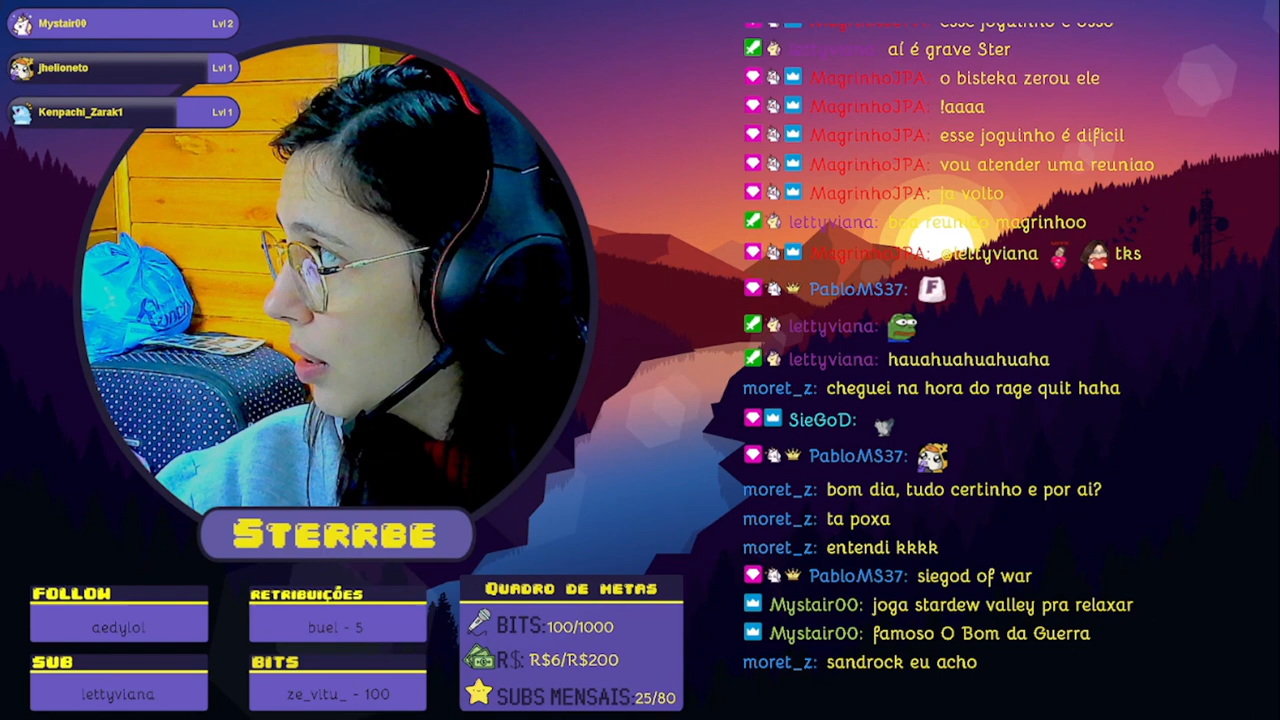 Mystair00 Lvl 2
jhelioneto Lvl 1
Kenpachi_Zarak1 Lvl 1
STERRBE
FOLLOW
aedylol
RETRIBUIÇÕES
buel - 5
SUB
lettyviana
BITS
ze_vitu_ - 100
QUADRO DE METAS
BITS:100/1000
R$: R$6/R$200
SUBS MENSAIS:25/80
MagrinhoJPA: esse joguinho é osso
lettyviana: aí é grave Ster
MagrinhoJPA: o bisteka zerou ele
MagrinhoJPA: !aaaa
MagrinhoJPA: esse joguinho é dificil
MagrinhoJPA: vou atender uma reuniao
MagrinhoJPA: ja volto
lettyviana: boa reunião magrinhoo
MagrinhoJPA: @lettyviana tks
PabloMS37: F
lettyviana:
lettyviana: hauahuahuahuaha
moret_z: cheguei na hora do rage quit haha
SieGoD:
PabloMS37:
moret_z: bom dia, tudo certinho e por ai?
moret_z: ta poxa
moret_z: entendi kkkk
PabloMS37: siegod of war
Mystair00: joga stardew valley pra relaxar
Mystair00: famoso O Bom da Guerra
moret_z: sandrock eu acho